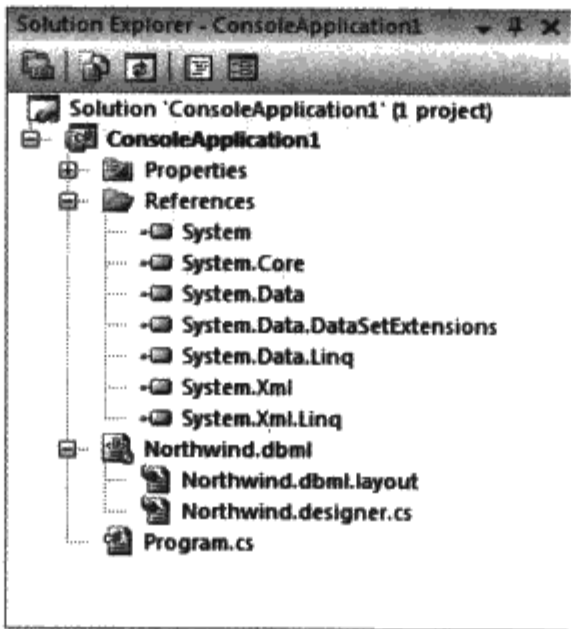 Solution Explorer - ConsoleApplication1
Solution 'ConsoleApplication1' (1 project)
ConsoleApplication1
Properties
References
System
System.Core
System.Data
System.Data.DataSetExtensions
System.Data.Linq
System.Xml
System.Xml.Linq
Northwind.dbml
Northwind.dbml.layout
Northwind.designer.cs
Program.cs